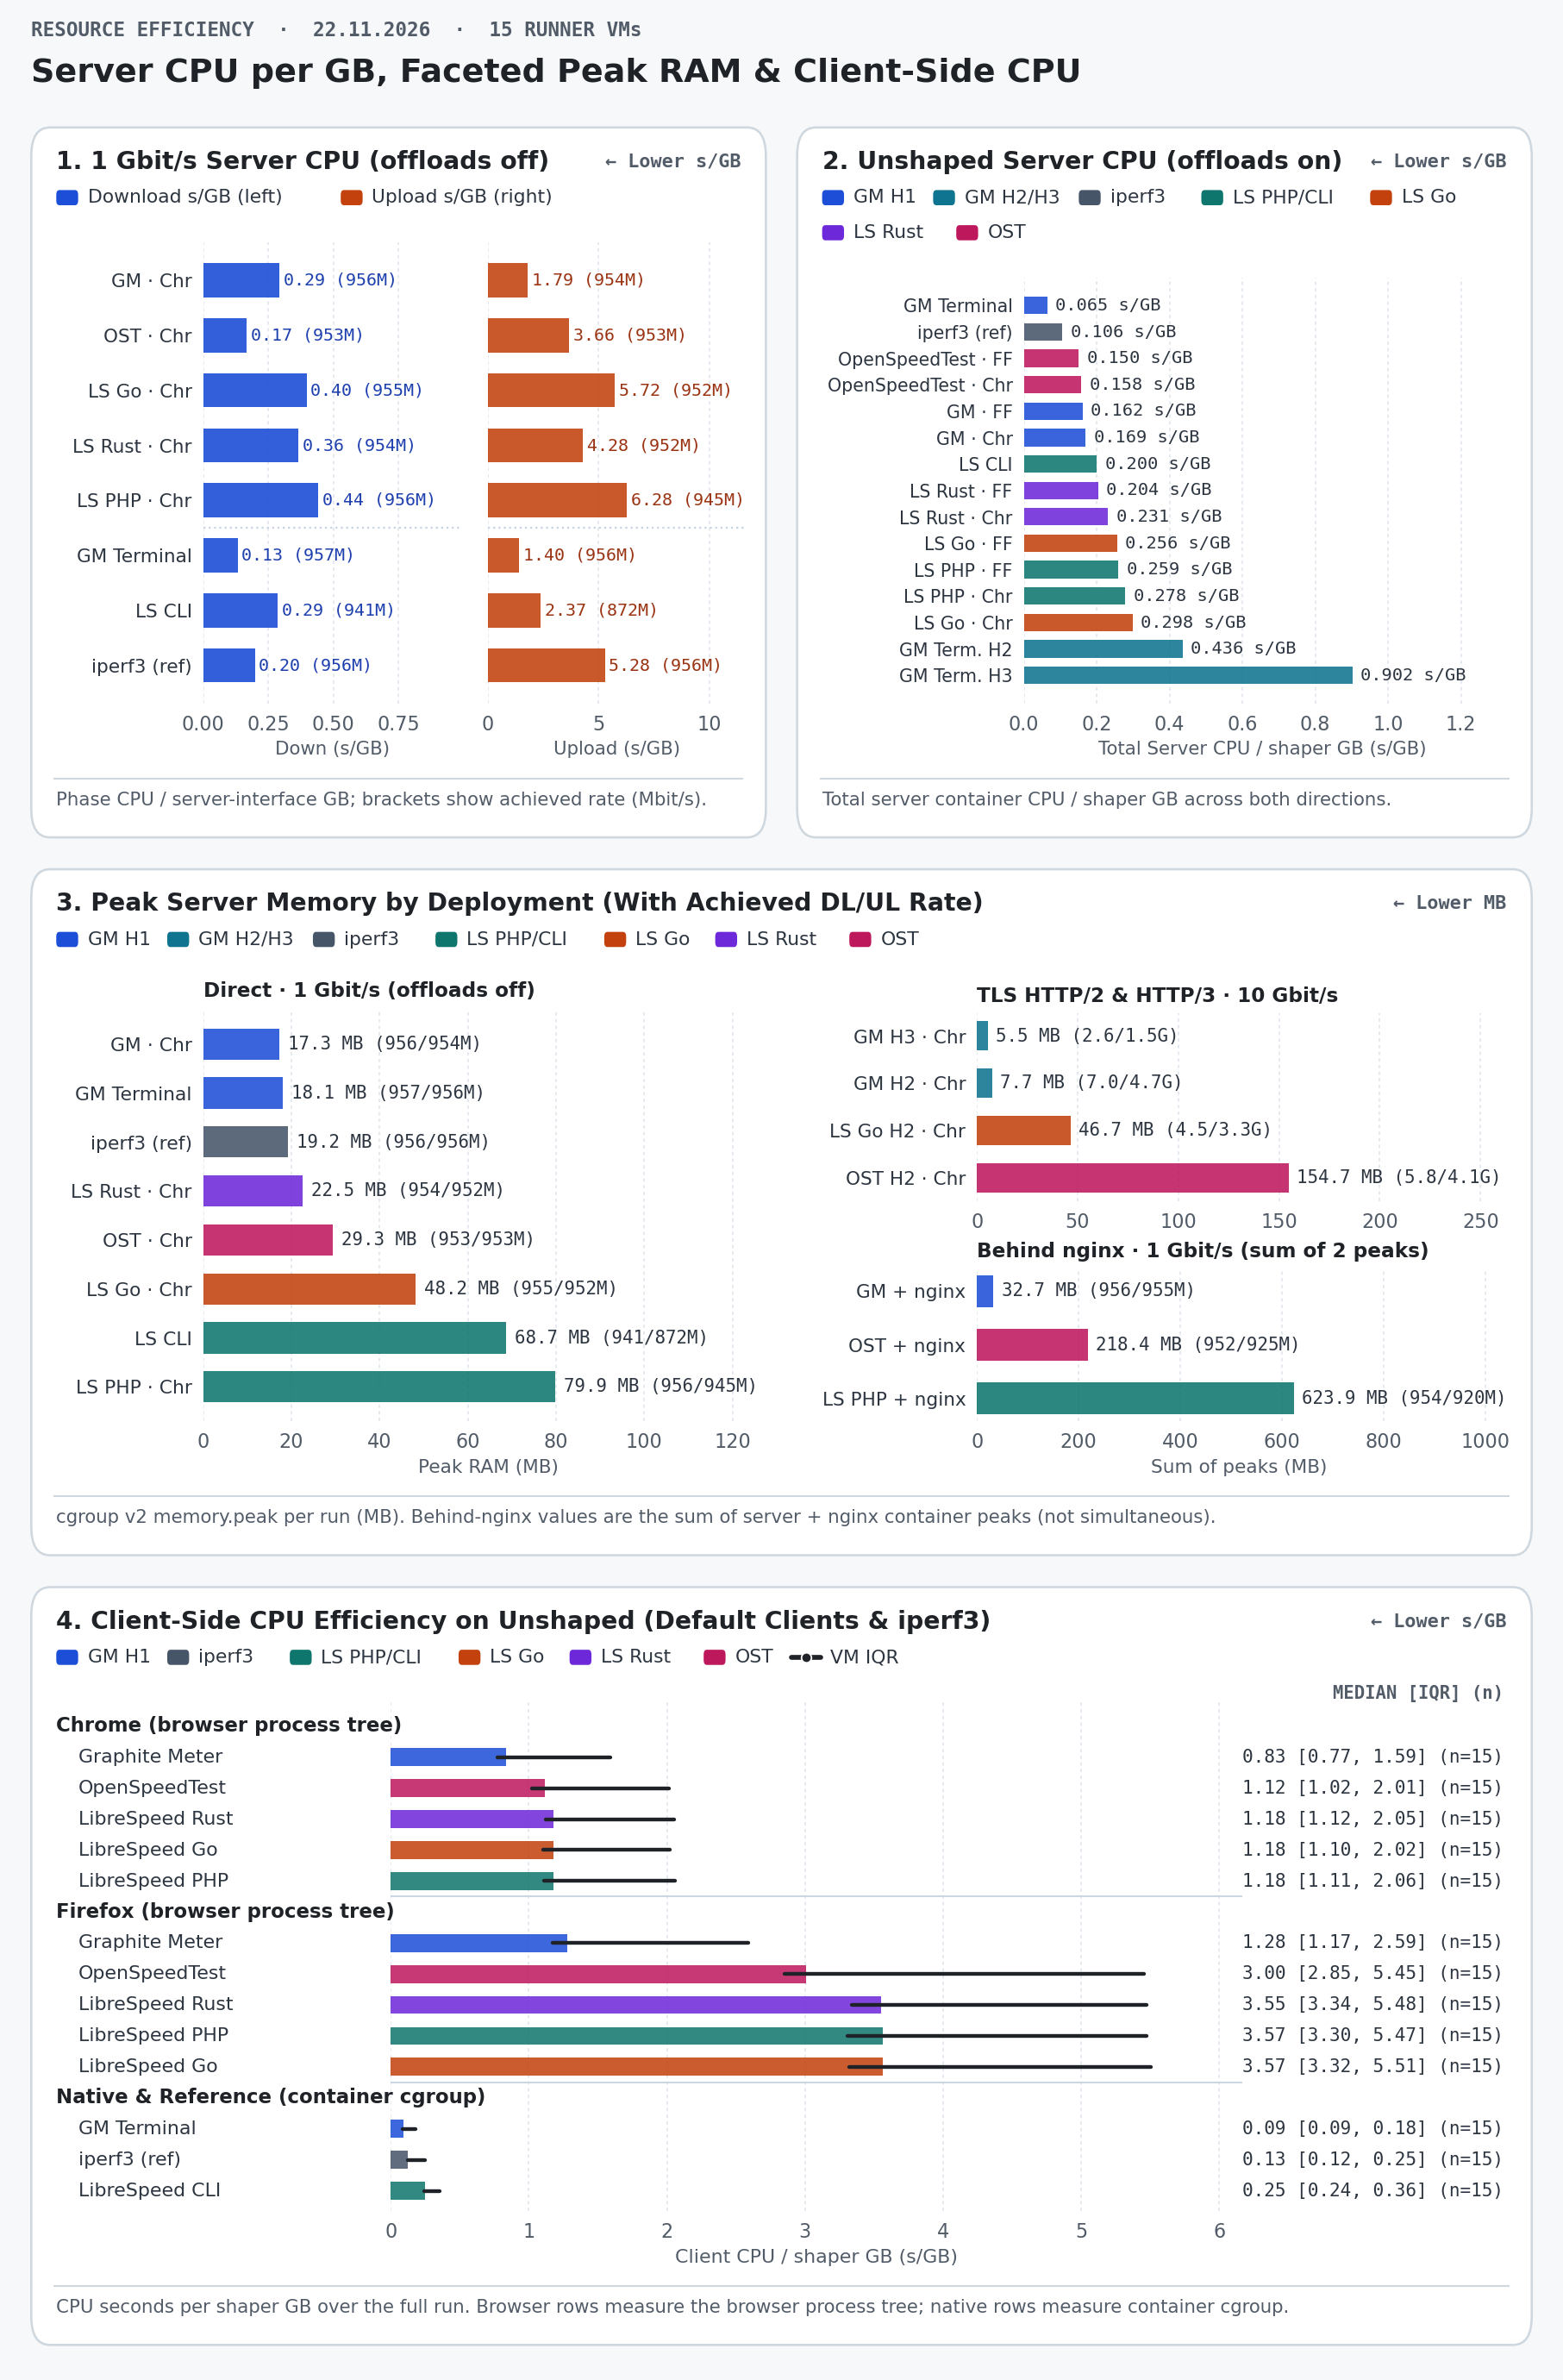 RESOURCE EFFICIENCY · 22.11.2026 · 15 RUNNER VMs
Server CPU per GB, Faceted Peak RAM & Client-Side CPU
1. 1 Gbit/s Server CPU (offloads off) ← Lower s/GB
Download s/GB (left) Upload s/GB (right)
GM · Chr 0.29 (956M) 1.79 (954M)
OST · Chr 0.17 (953M) 3.66 (953M)
LS Go · Chr 0.40 (955M) 5.72 (952M)
LS Rust · Chr 0.36 (954M) 4.28 (952M)
LS PHP · Chr 0.44 (956M) 6.28 (945M)
GM Terminal 0.13 (957M) 1.40 (956M)
LS CLI 0.29 (941M) 2.37 (872M)
iperf3 (ref) 0.20 (956M) 5.28 (956M)
0.00 0.25 0.50 0.75 0 5 10
Down (s/GB) Upload (s/GB)
Phase CPU / server-interface GB; brackets show achieved rate (Mbit/s).
2. Unshaped Server CPU (offloads on) ← Lower s/GB
GM H1 GM H2/H3 iperf3 LS PHP/CLI LS Go
LS Rust OST
GM Terminal 0.065 s/GB
iperf3 (ref) 0.106 s/GB
OpenSpeedTest · FF 0.150 s/GB
OpenSpeedTest · Chr 0.158 s/GB
GM · FF 0.162 s/GB
GM · Chr 0.169 s/GB
LS CLI 0.200 s/GB
LS Rust · FF 0.204 s/GB
LS Rust · Chr 0.231 s/GB
LS Go · FF 0.256 s/GB
LS PHP · FF 0.259 s/GB
LS PHP · Chr 0.278 s/GB
LS Go · Chr 0.298 s/GB
GM Term. H2 0.436 s/GB
GM Term. H3 0.902 s/GB
0.0 0.2 0.4 0.6 0.8 1.0 1.2
Total Server CPU / shaper GB (s/GB)
Total server container CPU / shaper GB across both directions.
3. Peak Server Memory by Deployment (With Achieved DL/UL Rate) ← Lower MB
GM H1 GM H2/H3 iperf3 LS PHP/CLI LS Go LS Rust OST
Direct · 1 Gbit/s (offloads off)
GM · Chr 17.3 MB (956/954M)
GM Terminal 18.1 MB (957/956M)
iperf3 (ref) 19.2 MB (956/956M)
LS Rust · Chr 22.5 MB (954/952M)
OST · Chr 29.3 MB (953/953M)
LS Go · Chr 48.2 MB (955/952M)
LS CLI 68.7 MB (941/872M)
LS PHP · Chr 79.9 MB (956/945M)
0 20 40 60 80 100 120
Peak RAM (MB)
TLS HTTP/2 & HTTP/3 · 10 Gbit/s
GM H3 · Chr 5.5 MB (2.6/1.5G)
GM H2 · Chr 7.7 MB (7.0/4.7G)
LS Go H2 · Chr 46.7 MB (4.5/3.3G)
OST H2 · Chr 154.7 MB (5.8/4.1G)
0 50 100 150 200 250
Behind nginx · 1 Gbit/s (sum of 2 peaks)
GM + nginx 32.7 MB (956/955M)
OST + nginx 218.4 MB (952/925M)
LS PHP + nginx 623.9 MB (954/920M)
0 200 400 600 800 1000
Sum of peaks (MB)
cgroup v2 memory.peak per run (MB). Behind-nginx values are the sum of server + nginx container peaks (not simultaneous).
4. Client-Side CPU Efficiency on Unshaped (Default Clients & iperf3) ← Lower s/GB
GM H1 iperf3 LS PHP/CLI LS Go LS Rust OST VM IQR
MEDIAN [IQR] (n)
Chrome (browser process tree)
Graphite Meter 0.83 [0.77, 1.59] (n=15)
OpenSpeedTest 1.12 [1.02, 2.01] (n=15)
LibreSpeed Rust 1.18 [1.12, 2.05] (n=15)
LibreSpeed Go 1.18 [1.10, 2.02] (n=15)
LibreSpeed PHP 1.18 [1.11, 2.06] (n=15)
Firefox (browser process tree)
Graphite Meter 1.28 [1.17, 2.59] (n=15)
OpenSpeedTest 3.00 [2.85, 5.45] (n=15)
LibreSpeed Rust 3.55 [3.34, 5.48] (n=15)
LibreSpeed PHP 3.57 [3.30, 5.47] (n=15)
LibreSpeed Go 3.57 [3.32, 5.51] (n=15)
Native & Reference (container cgroup)
GM Terminal 0.09 [0.09, 0.18] (n=15)
iperf3 (ref) 0.13 [0.12, 0.25] (n=15)
LibreSpeed CLI 0.25 [0.24, 0.36] (n=15)
0 1 2 3 4 5 6
Client CPU / shaper GB (s/GB)
CPU seconds per shaper GB over the full run. Browser rows measure the browser process tree; native rows measure container cgroup.